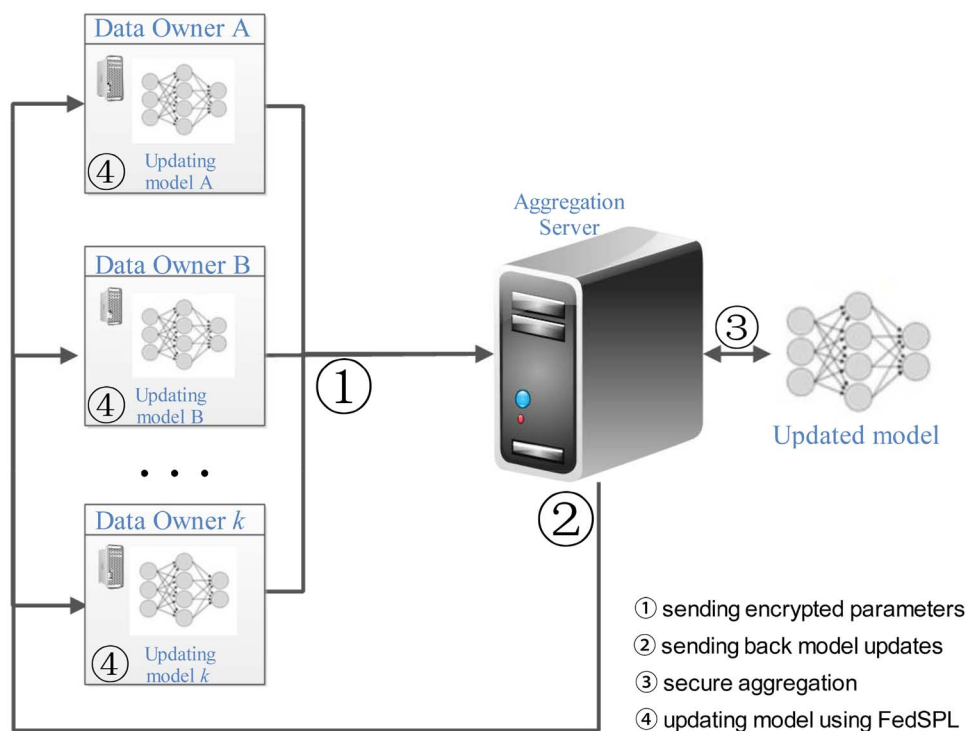 Data Owner A
④
Updating
model A
Data Owner B
④
Updating
model B
• • •
Data Owner k
④
Updating
model k
①
Aggregation
Server
②
③
Updated model
① sending encrypted parameters
② sending back model updates
③ secure aggregation
④ updating model using FedSPL